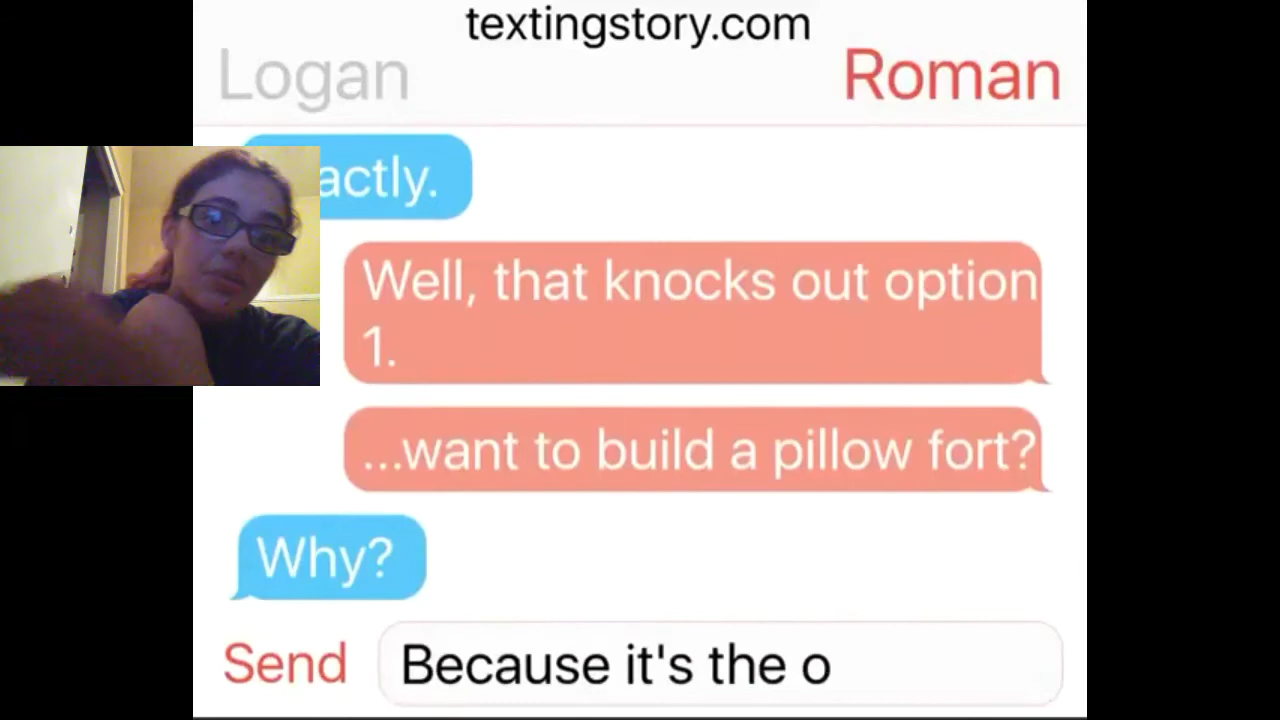 textingstory.com
Logan Roman
actly.
Well, that knocks out option
1.
...want to build a pillow fort?
Why?
Send Because it's the o